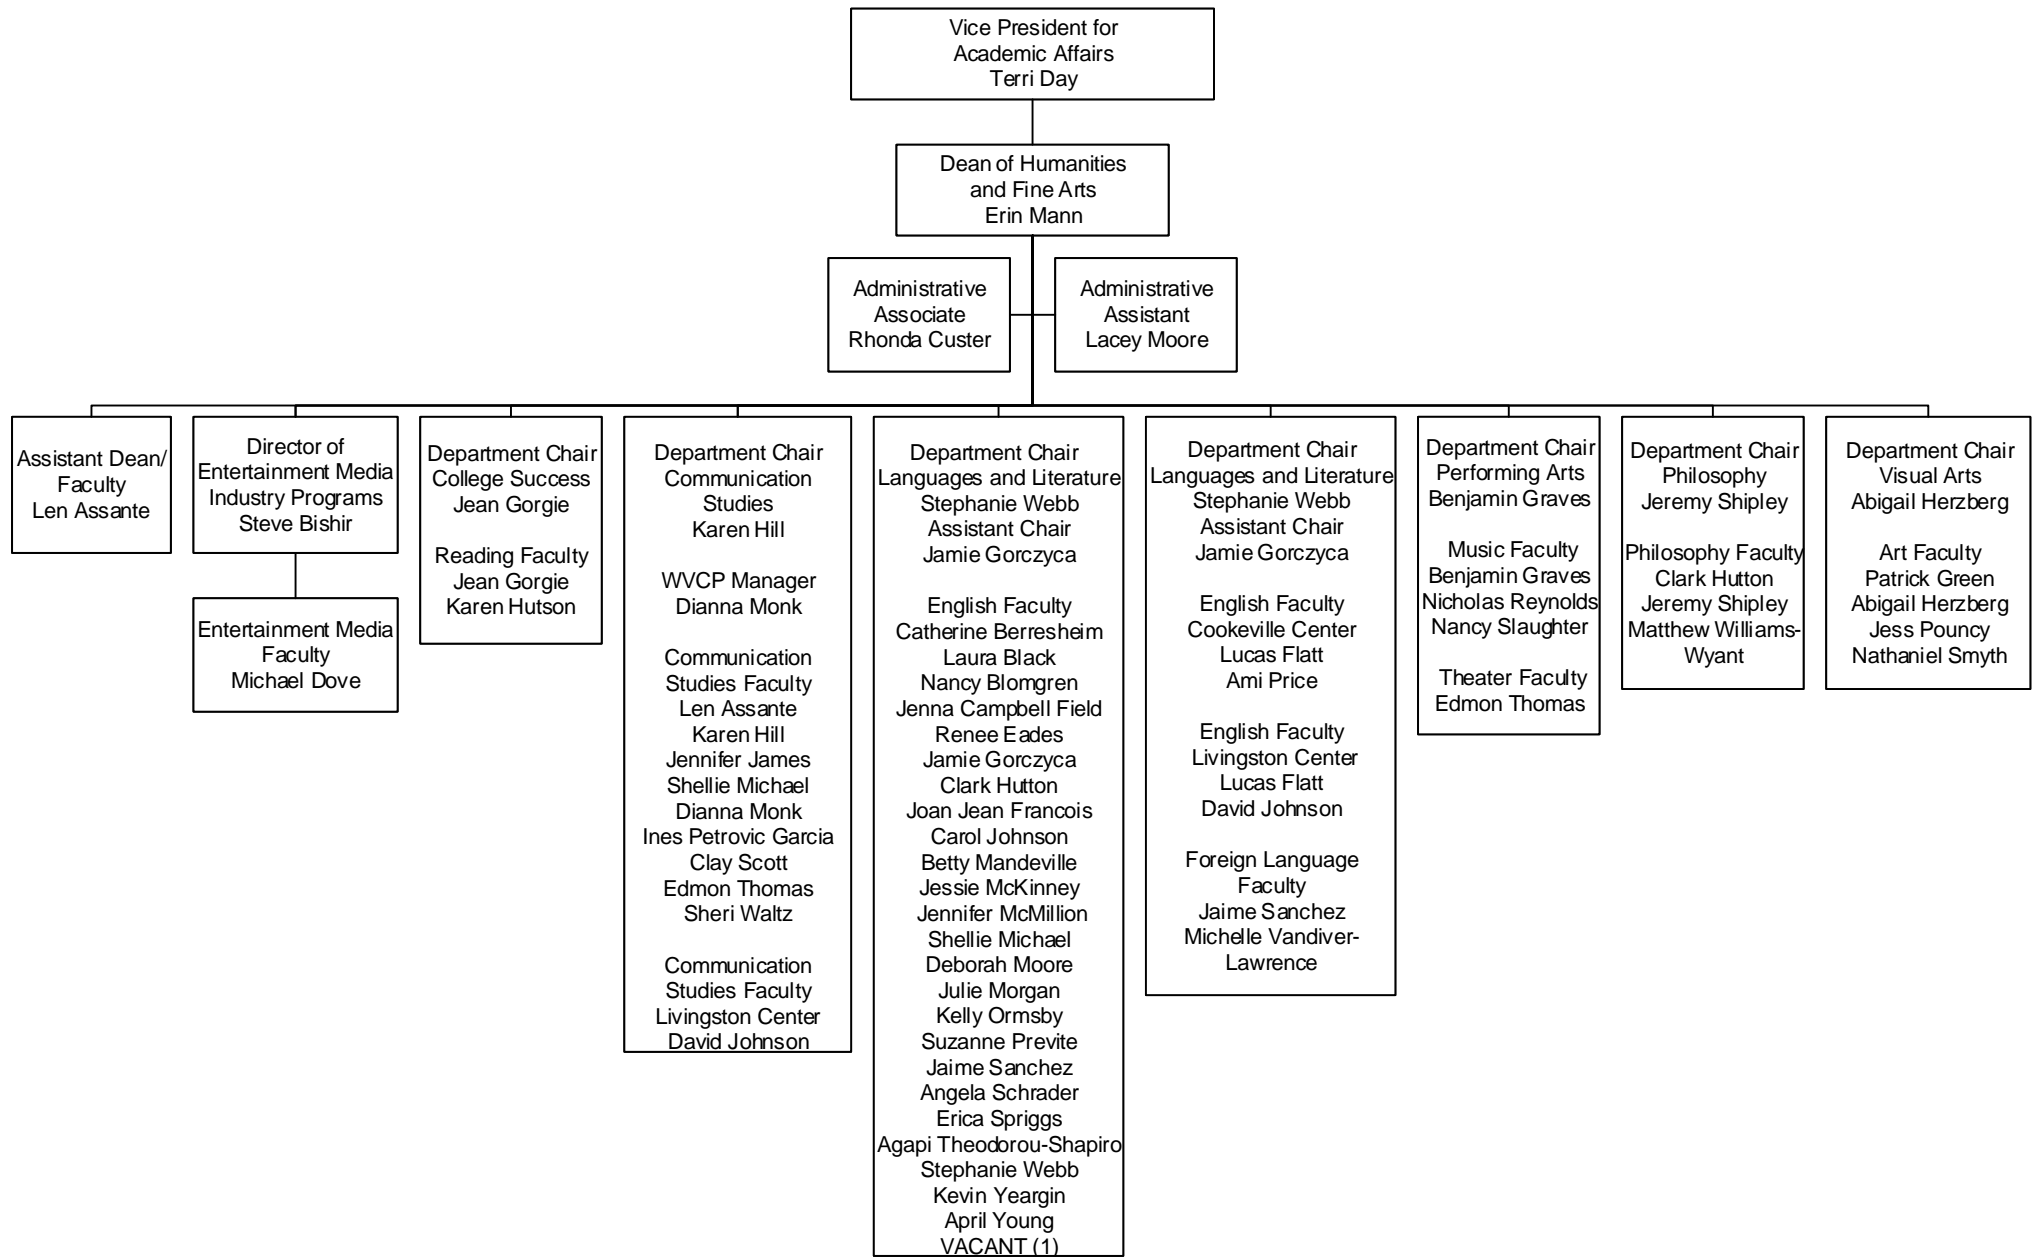 Vice President for
Academic Affairs
Terri Day
Dean of Humanities
and Fine Arts
Erin Mann
Administrative
Associate
Rhonda Custer
Administrative
Assistant
Lacey Moore
Assistant Dean/
Faculty
Len Assante
Director of
Entertainment Media
Industry Programs
Steve Bishir
Entertainment Media
Faculty
Michael Dove
Department Chair
College Success
Jean Gorgie
Reading Faculty
Jean Gorgie
Karen Hutson
Department Chair
Communication
Studies
Karen Hill
WVCP Manager
Dianna Monk
Communication
Studies Faculty
Len Assante
Karen Hill
Jennifer James
Shellie Michael
Dianna Monk
Ines Petrovic Garcia
Clay Scott
Edmon Thomas
Sheri Waltz
Communication
Studies Faculty
Livingston Center
David Johnson
Department Chair
Languages and Literature
Stephanie Webb
Assistant Chair
Jamie Gorczyca
English Faculty
Catherine Berresheim
Laura Black
Nancy Blomgren
Jenna Campbell Field
Renee Eades
Jamie Gorczyca
Clark Hutton
Joan Jean Francois
Carol Johnson
Betty Mandeville
Jessie McKinney
Jennifer McMillion
Shellie Michael
Deborah Moore
Julie Morgan
Kelly Ormsby
Suzanne Previte
Jaime Sanchez
Angela Schrader
Erica Spriggs
Agapi Theodorou-Shapiro
Stephanie Webb
Kevin Yeargin
April Young
VACANT (1)
Department Chair
Languages and Literature
Stephanie Webb
Assistant Chair
Jamie Gorczyca
English Faculty
Cookeville Center
Lucas Flatt
Ami Price
English Faculty
Livingston Center
Lucas Flatt
David Johnson
Foreign Language
Faculty
Jaime Sanchez
Michelle Vandiver-
Lawrence
Department Chair
Performing Arts
Benjamin Graves
Music Faculty
Benjamin Graves
Nicholas Reynolds
Nancy Slaughter
Theater Faculty
Edmon Thomas
Department Chair
Philosophy
Jeremy Shipley
Philosophy Faculty
Clark Hutton
Jeremy Shipley
Matthew Williams-
Wyant
Department Chair
Visual Arts
Abigail Herzberg
Art Faculty
Patrick Green
Abigail Herzberg
Jess Pouncy
Nathaniel Smyth